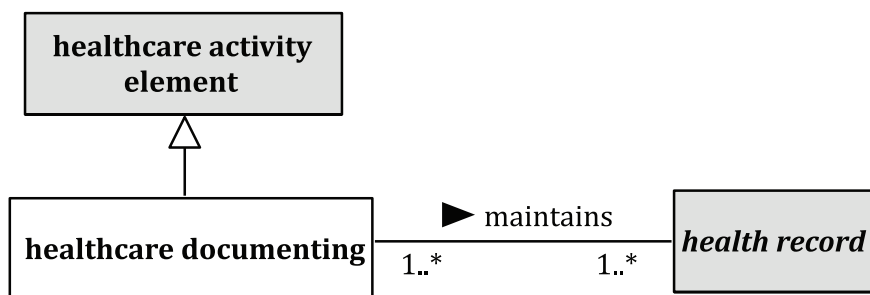 healthcare activity
element
maintains
healthcare documenting
health record
1..*
1..*